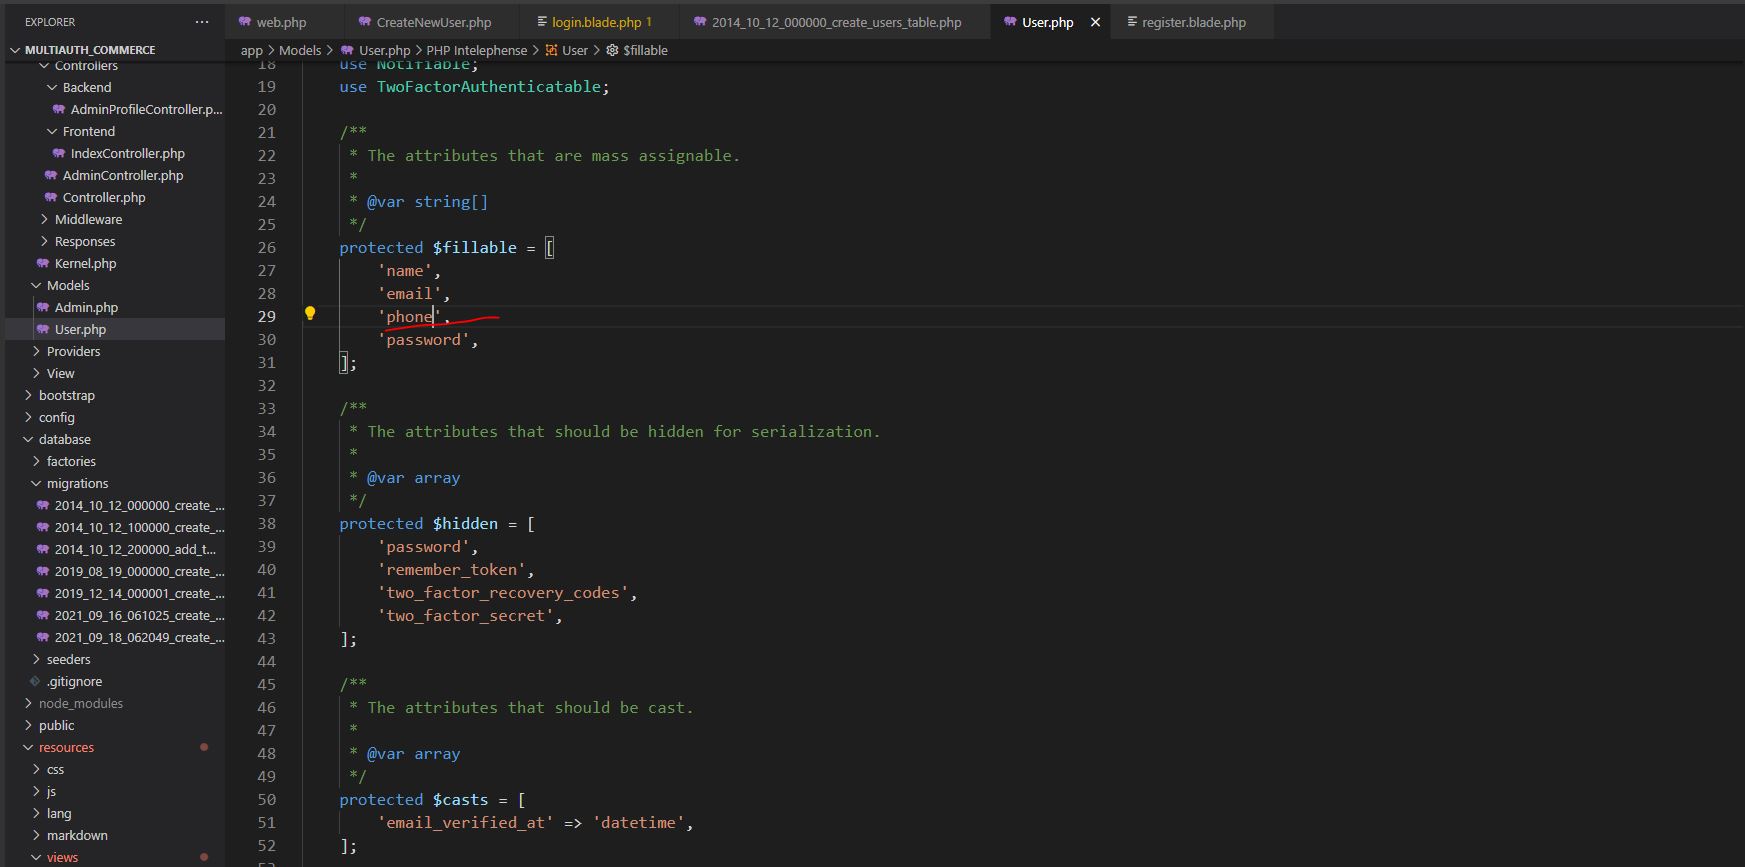 EXPLORER ···
web.php CreateNewUser.php login.blade.php 1 2014_10_12_000000_create_users_table.php User.php × register.blade.php
MULTIAUTH_COMMERCE
app > Models > User.php > PHP Intelephense > User > $fillable
Controllers
Backend
AdminProfileController.p...
Frontend
IndexController.php
AdminController.php
Controller.php
Middleware
Responses
Kernel.php
Models
Admin.php
User.php
Providers
View
bootstrap
config
database
factories
migrations
2014_10_12_000000_create_...
2014_10_12_100000_create_...
2014_10_12_200000_add_t...
2019_08_19_000000_create_...
2019_12_14_000001_create_...
2021_09_16_061025_create_...
2021_09_18_062049_create_...
seeders
.gitignore
node_modules
public
resources
css
js
lang
markdown
views
18 use Notifiable;
19 use TwoFactorAuthenticatable;
20
21 /**
22 * The attributes that are mass assignable.
23 *
24 * @var string[]
25 */
26 protected $fillable = [
27 'name',
28 'email',
29 'phone',
30 'password',
31 ];
32
33 /**
34 * The attributes that should be hidden for serialization.
35 *
36 * @var array
37 */
38 protected $hidden = [
39 'password',
40 'remember_token',
41 'two_factor_recovery_codes',
42 'two_factor_secret',
43 ];
44
45 /**
46 * The attributes that should be cast.
47 *
48 * @var array
49 */
50 protected $casts = [
51 'email_verified_at' => 'datetime',
52 ];
53